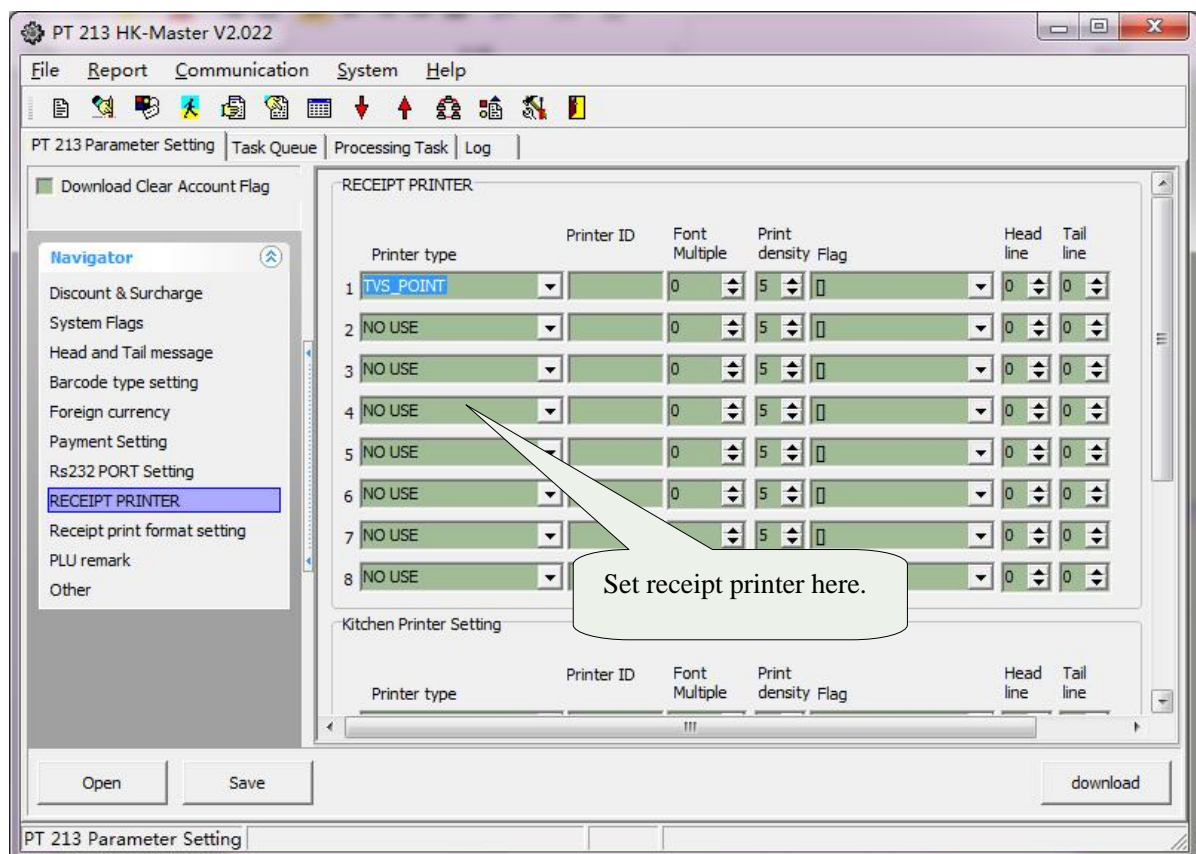 PT 213 HK-Master V2.022
File Report Communication System Help
PT 213 Parameter Setting Task Queue Processing Task Log
Download Clear Account Flag
Navigator
Discount & Surcharge
System Flags
Head and Tail message
Barcode type setting
Foreign currency
Payment Setting
Rs232 PORT Setting
RECEIPT PRINTER
Receipt print format setting
PLU remark
Other
RECEIPT PRINTER
Printer type Printer ID Font Multiple Print density Flag Head line Tail line
1 TVS_POINT 0 5 [] 0 0
2 NO USE 0 5 [] 0 0
3 NO USE 0 5 [] 0 0
4 NO USE 0 5 [] 0 0
5 NO USE 0 5 [] 0 0
6 NO USE 0 5 [] 0 0
7 NO USE 5 [] 0 0
8 NO USE 0 0
Set receipt printer here.
Kitchen Printer Setting
Printer type Printer ID Font Multiple Print density Flag Head line Tail line
Open Save download
PT 213 Parameter Setting